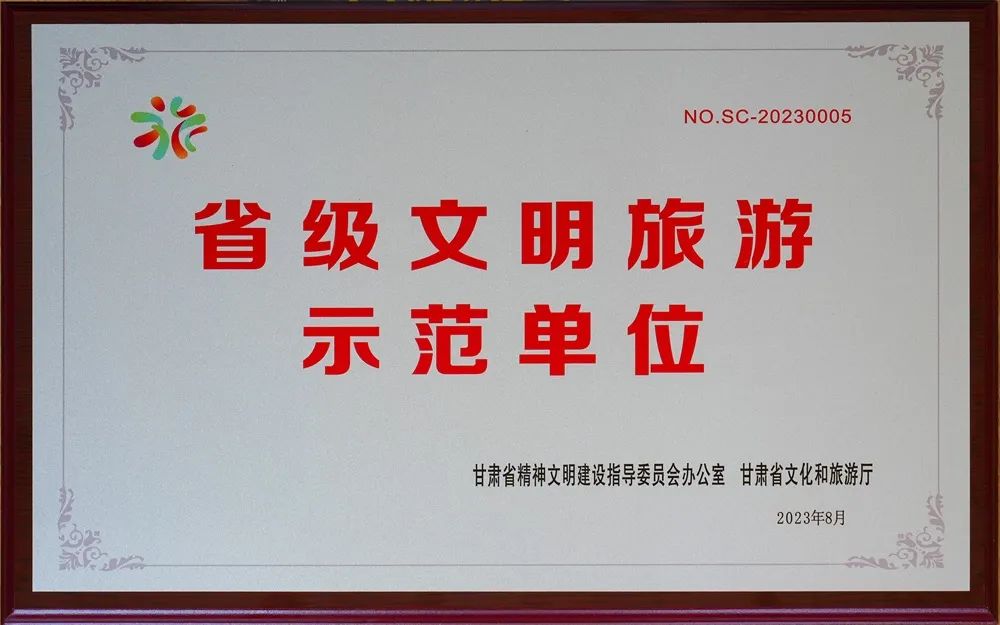 NO.SC-20230005
省级文明旅游
示范单位
甘肃省精神文明建设指导委员会办公室 甘肃省文化和旅游厅
2023年8月